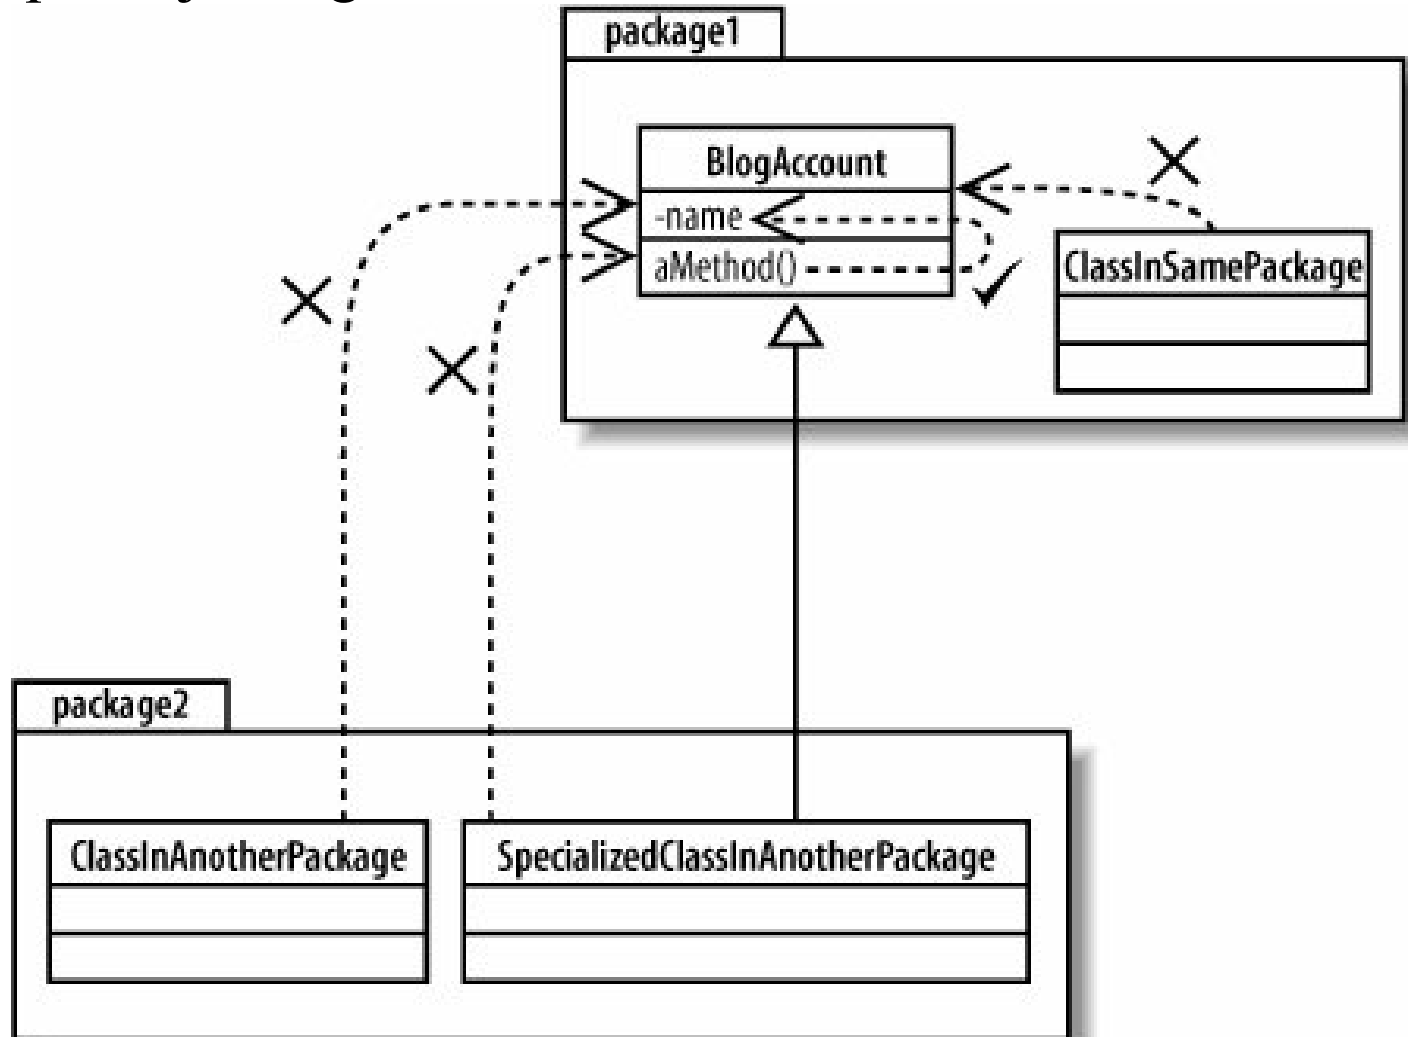 package1
BlogAccount
-name
aMethod()
ClassInSamePackage
package2
ClassInAnotherPackage
SpecializedClassInAnotherPackage